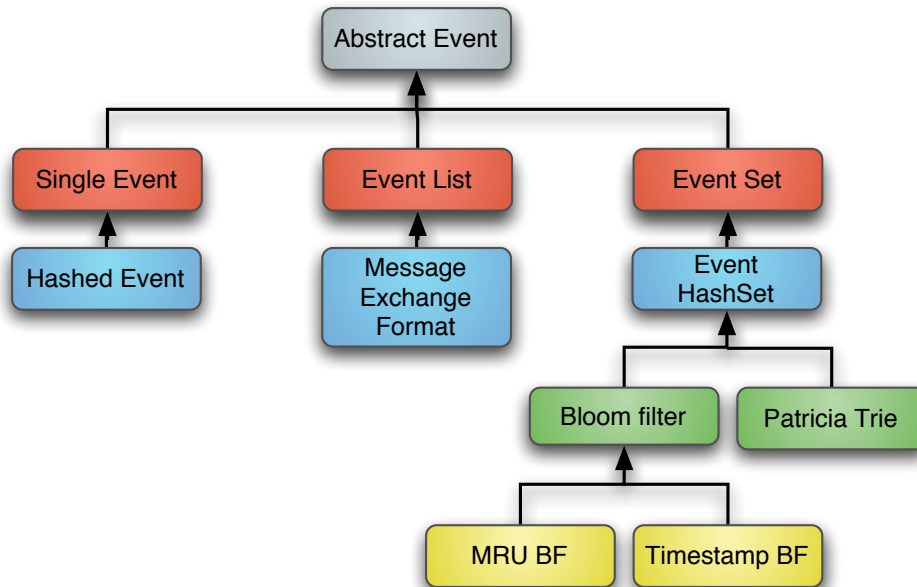 Abstract Event
Single Event
Event List
Event Set
Hashed Event
Message
Exchange
Format
Event
HashSet
Bloom filter
Patricia Trie
MRU BF
Timestamp BF